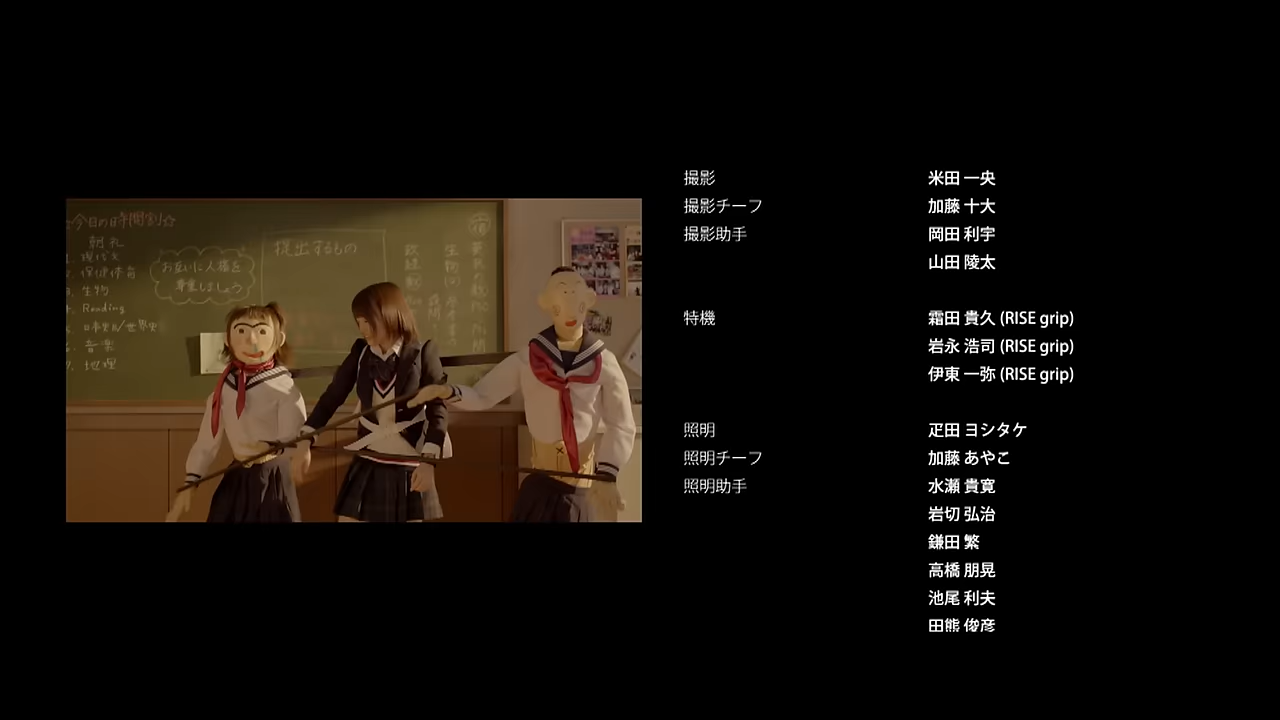 ☆今日の時間割☆
朝礼
現代文
保健体育
生物
Reading
日本史B/世界史
音楽
地理
お互いに人権を
尊重しましょう
提出するもの
撮影 米田 一央
撮影チーフ 加藤 十大
撮影助手 岡田 利宇
山田 陵太
特機 霜田 貴久 (RISE grip)
岩永 浩司 (RISE grip)
伊東 一弥 (RISE grip)
照明 疋田 ヨシタケ
照明チーフ 加藤 あやこ
照明助手 水瀬 貴寛
岩切 弘治
鎌田 繁
高橋 朋晃
池尾 利夫
田熊 俊彦